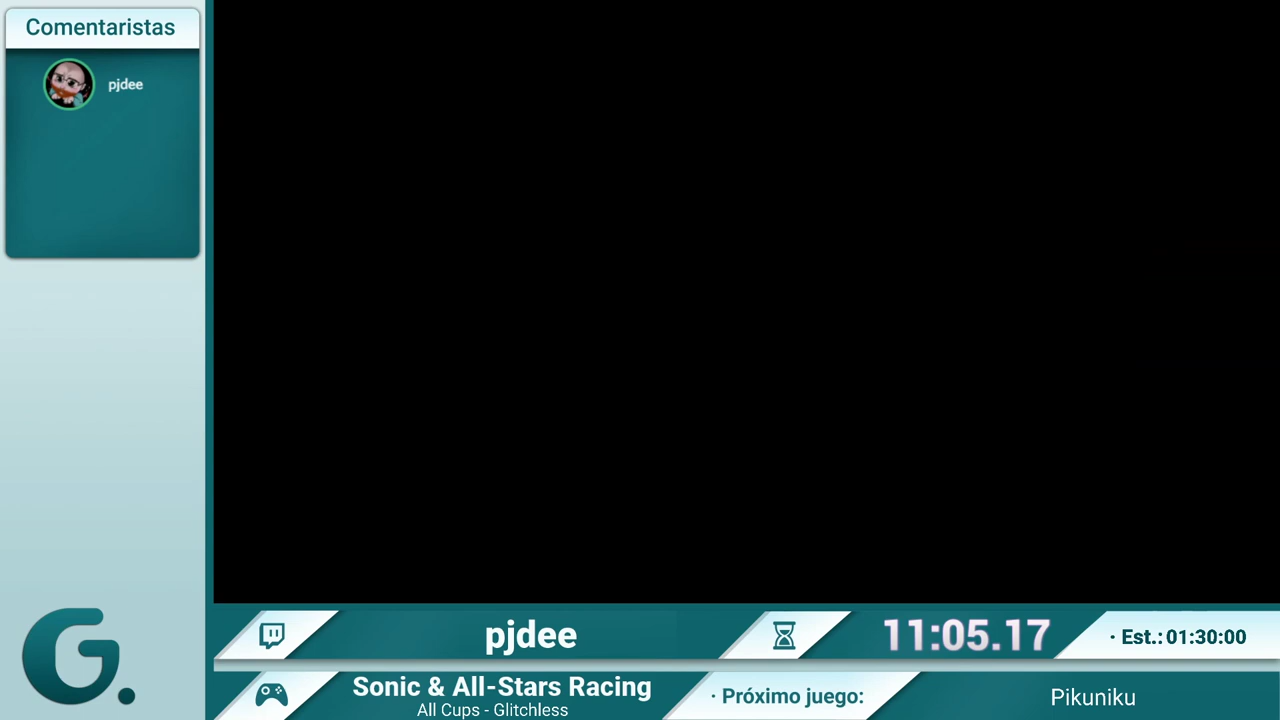 Comentaristas
pjdee
G.
pjdee
11:05.17
· Est.: 01:30:00
Sonic & All-Stars Racing
All Cups - Glitchless
· Próximo juego:
Pikuniku